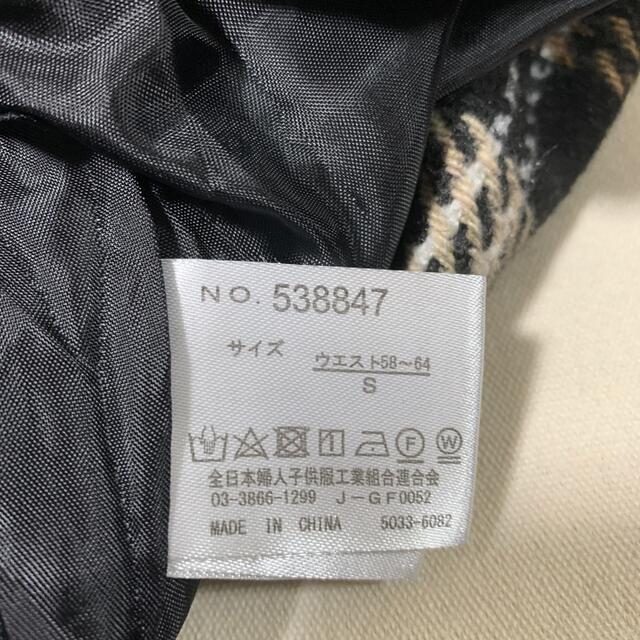 NO. 538847
サイズ ウエスト58～64
S
F W
全日本婦人子供服工業組合連合会
03-3866-1299 J-GF0052
MADE IN CHINA 5033-6082